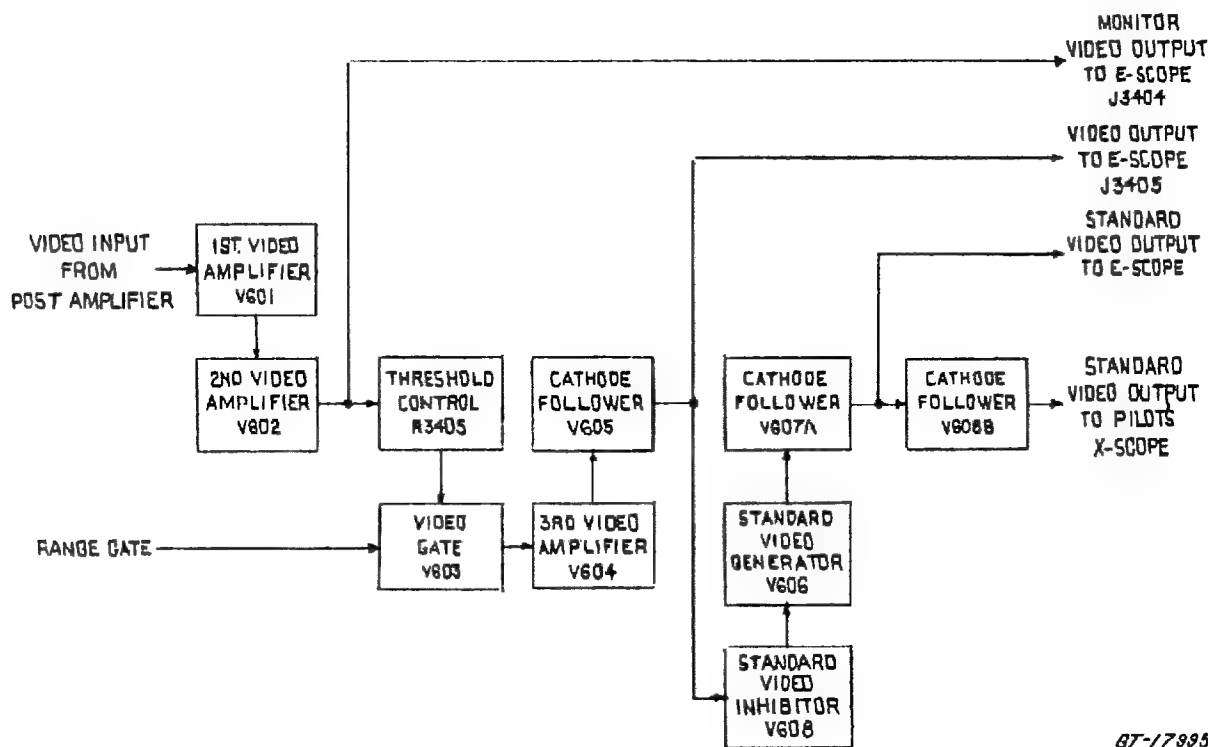 MONITOR
VIDEO OUTPUT
TO E-SCOPE
J3404
VIDEO OUTPUT
TO E-SCOPE
J3405
STANDARD
VIDEO OUTPUT
TO E-SCOPE
VIDEO INPUT
FROM
POST AMPLIFIER
1ST. VIDEO
AMPLIFIER
V601
2ND VIDEO
AMPLIFIER
V602
THRESHOLD
CONTROL
R3405
CATHODE
FOLLOWER
V605
CATHODE
FOLLOWER
V607A
CATHODE
FOLLOWER
V608B
STANDARD
VIDEO OUTPUT
TO PILOTS
X-SCOPE
RANGE GATE
VIDEO
GATE
V603
3RD VIDEO
AMPLIFIER
V604
STANDARD
VIDEO
GENERATOR
V606
STANDARD
VIDEO
INHIBITOR
V608
GT-17995